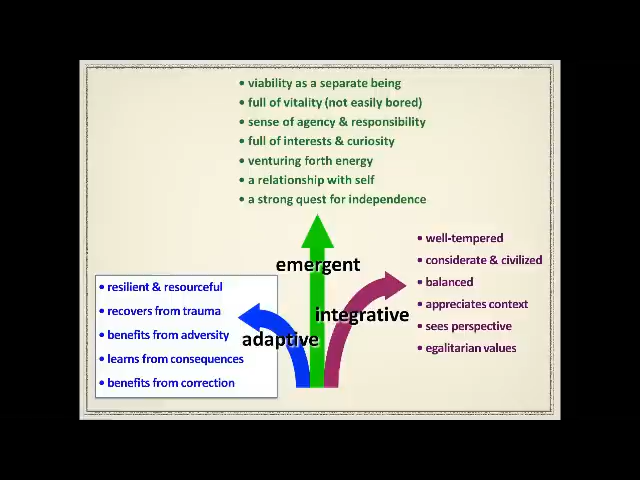 • viability as a separate being
• full of vitality (not easily bored)
• sense of agency & responsibility
• full of interests & curiosity
• venturing forth energy
• a relationship with self
• a strong quest for independence
emergent
integrative
adaptive
• well-tempered
• considerate & civilized
• balanced
• appreciates context
• sees perspective
• egalitarian values
• resilient & resourceful
• recovers from trauma
• benefits from adversity
• learns from consequences
• benefits from correction